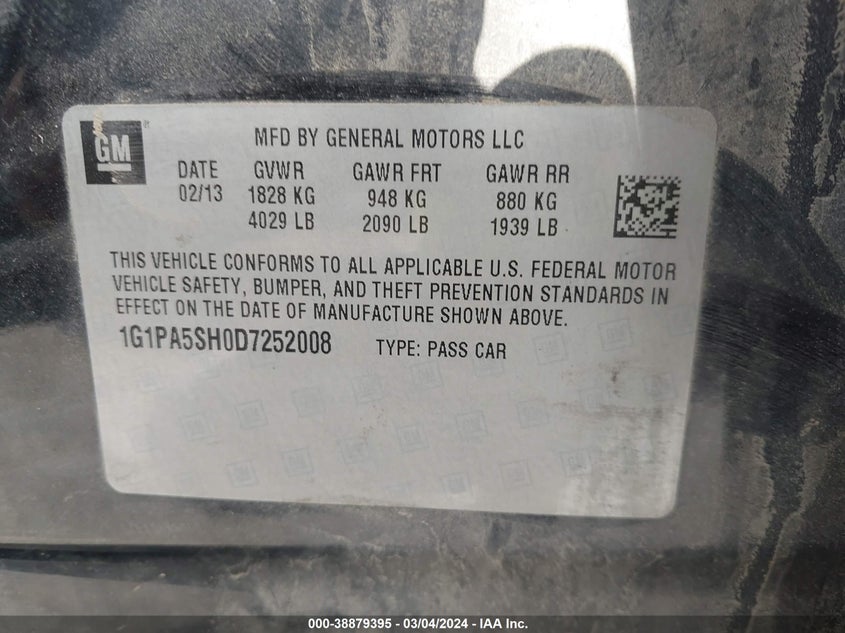 GM
MFD BY GENERAL MOTORS LLC
DATE GVWR GAWR FRT GAWR RR
02/13 1828 KG 948 KG 880 KG
4029 LB 2090 LB 1939 LB
THIS VEHICLE CONFORMS TO ALL APPLICABLE U.S. FEDERAL MOTOR
VEHICLE SAFETY, BUMPER, AND THEFT PREVENTION STANDARDS IN
EFFECT ON THE DATE OF MANUFACTURE SHOWN ABOVE.
1G1PA5SH0D7252008 TYPE: PASS CAR
000-38879395 - 03/04/2024 - IAA Inc.